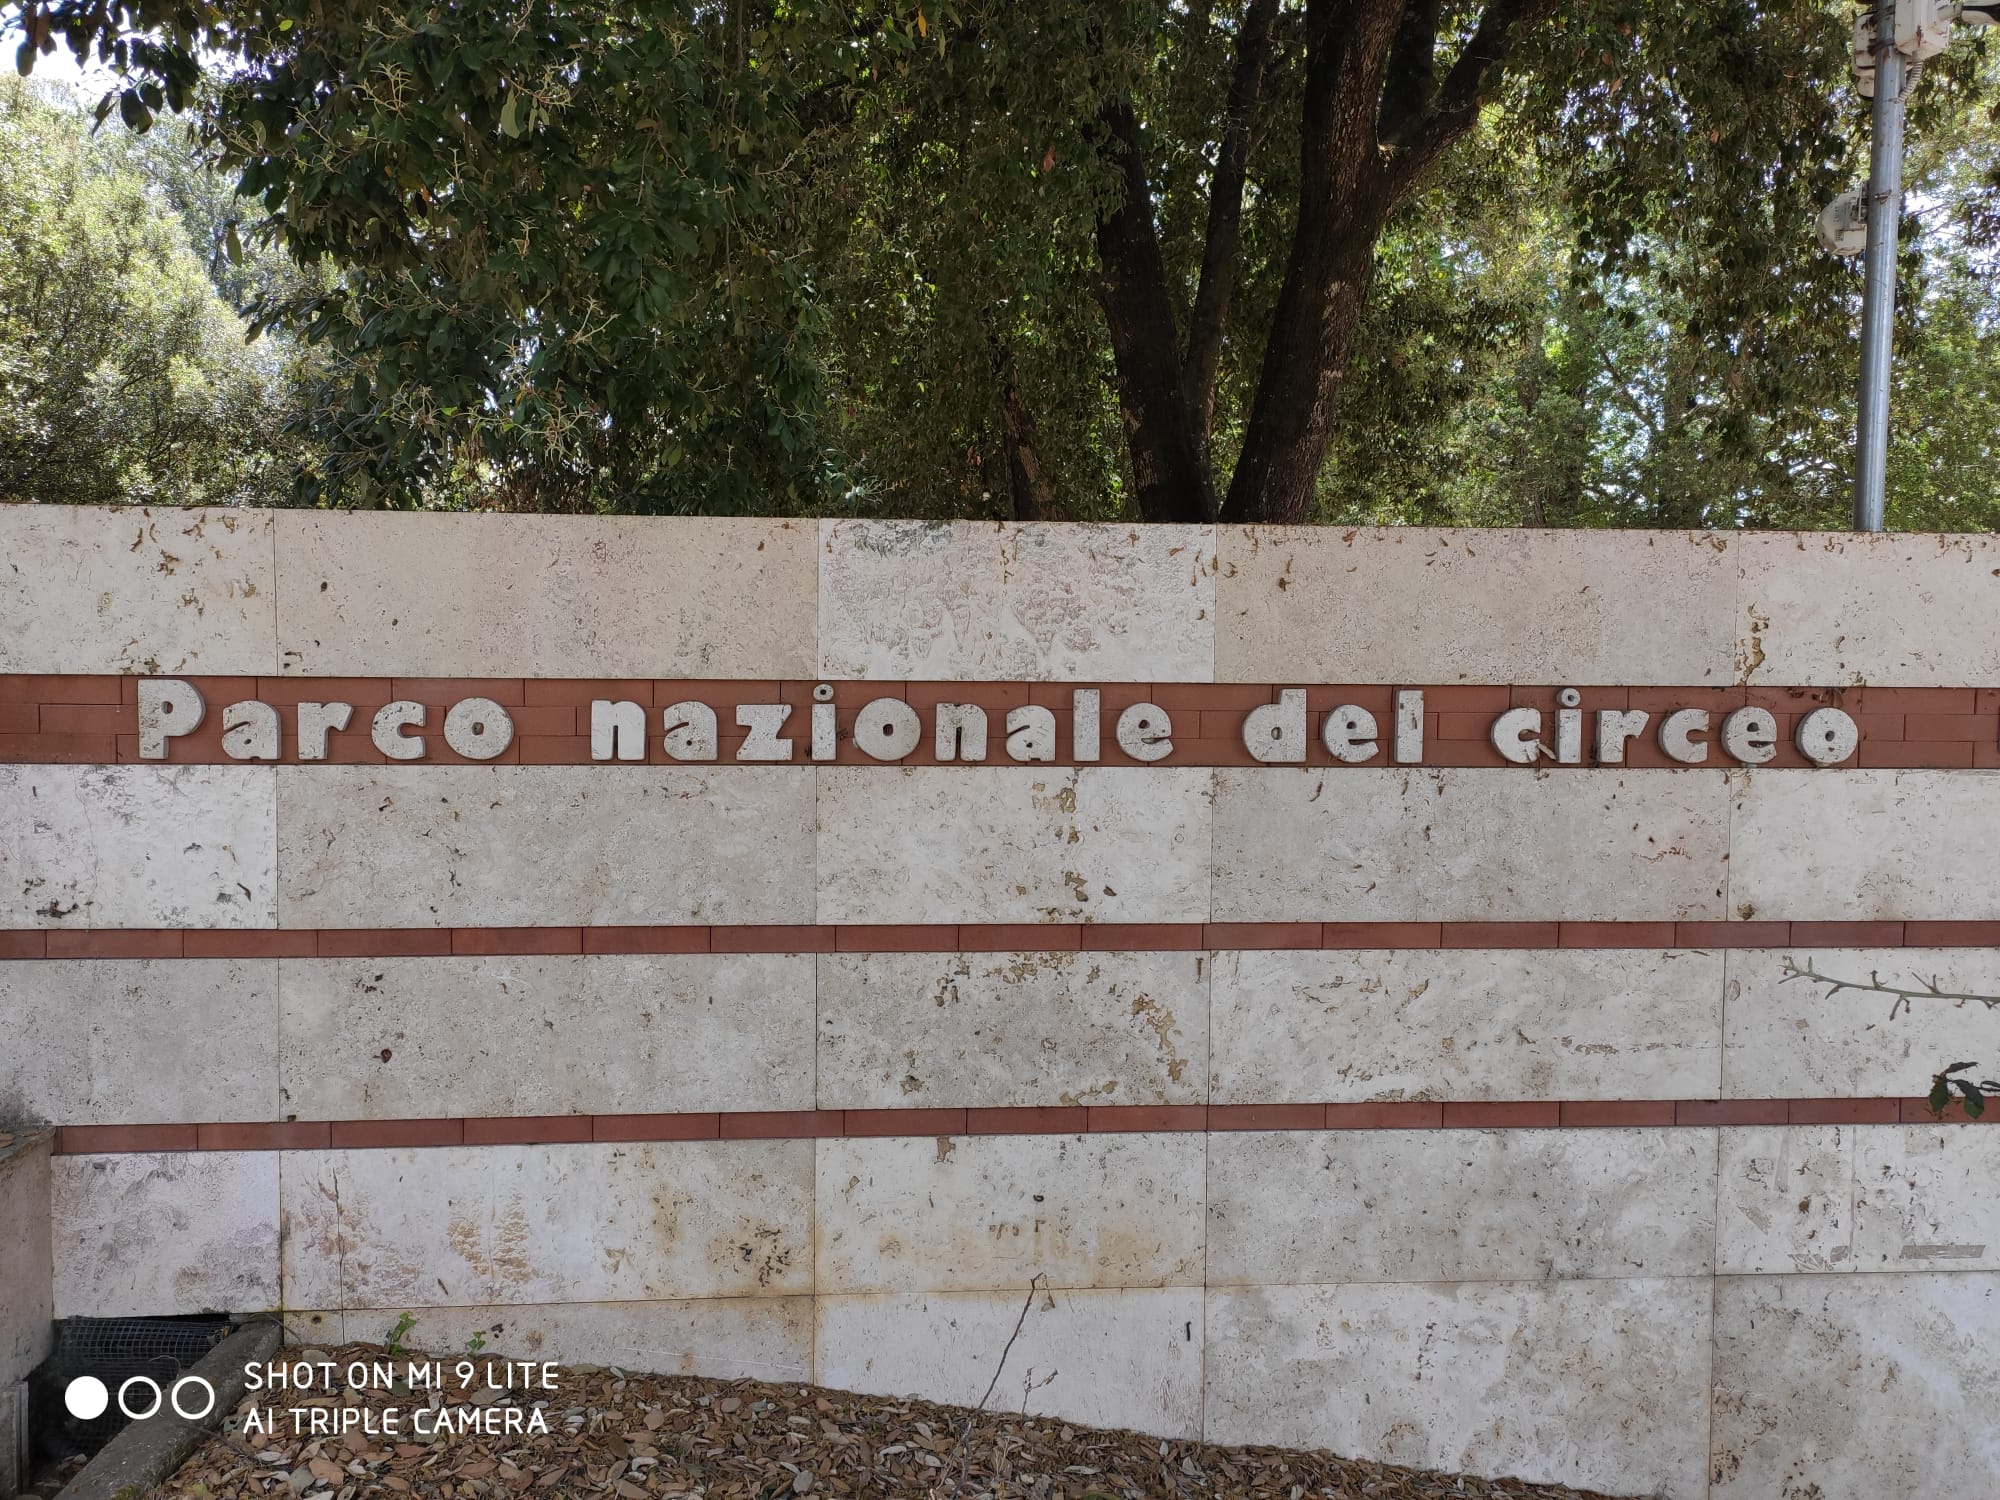 Parco nazionale del circeo
SHOT ON MI 9 LITE
AI TRIPLE CAMERA